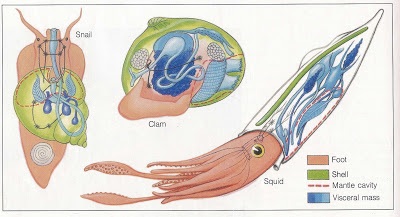 Snail
Clam
Squid
Foot
Shell
Mantle cavity
Visceral mass